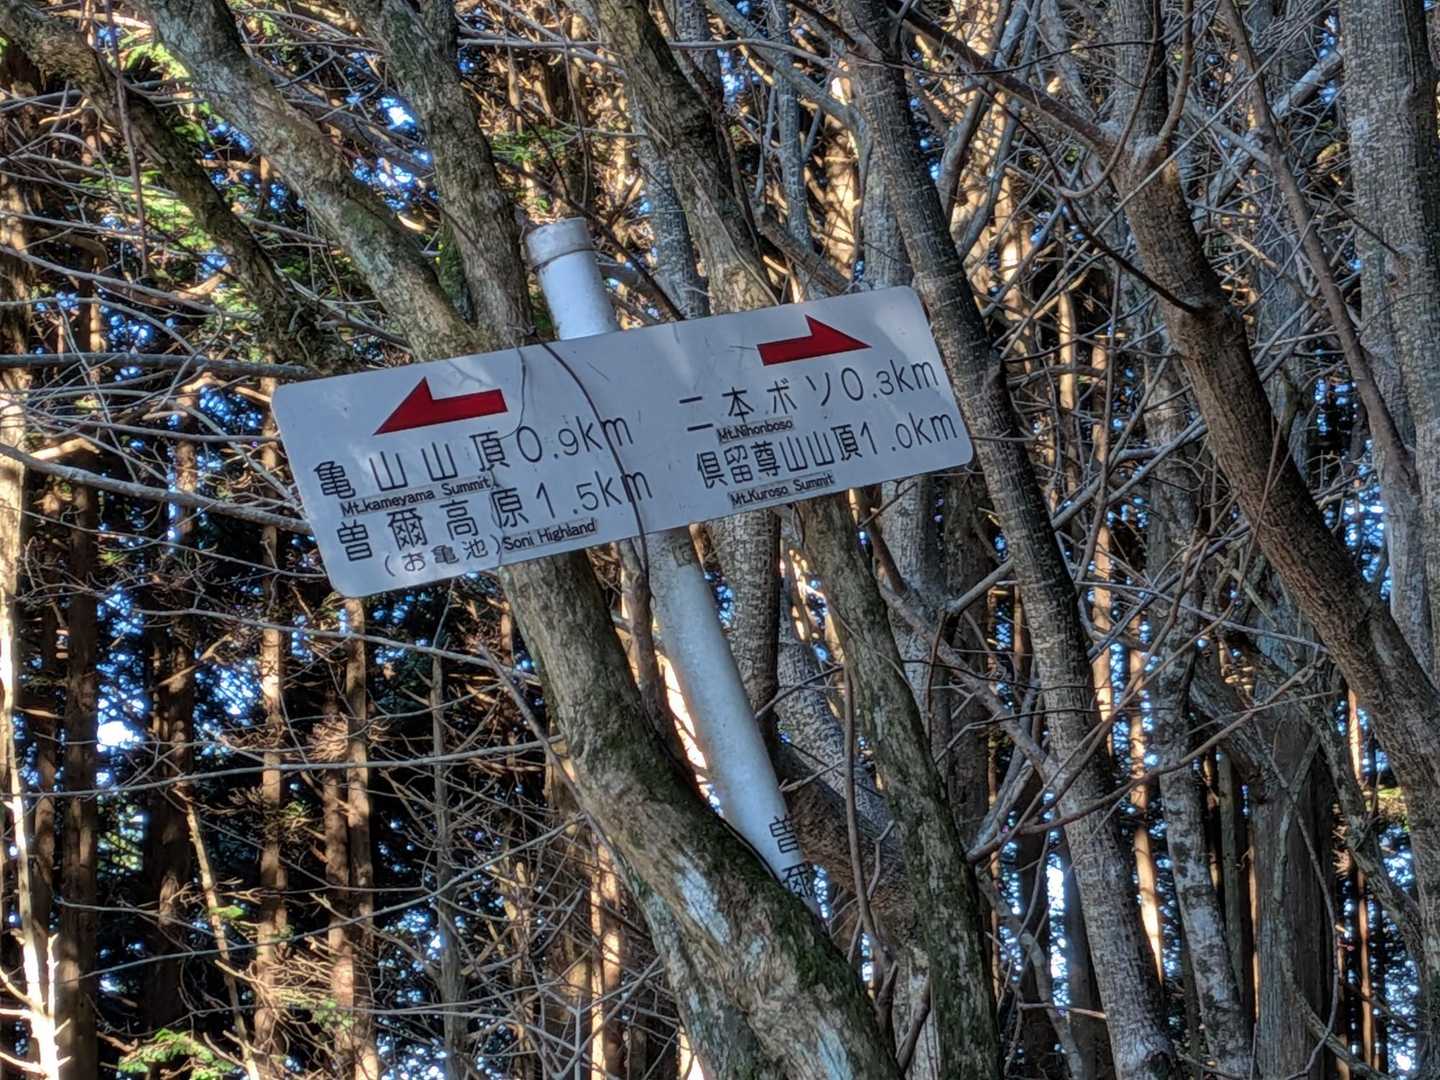 亀山山頂0.9km
Mt.kameyama Summit
曽爾高原1.5km
(お亀池)Soni Highland
二本ボソ0.3km
Mt.Nihonboso
倶留尊山山頂1.0km
Mt.Kuroso Summit
曽爾